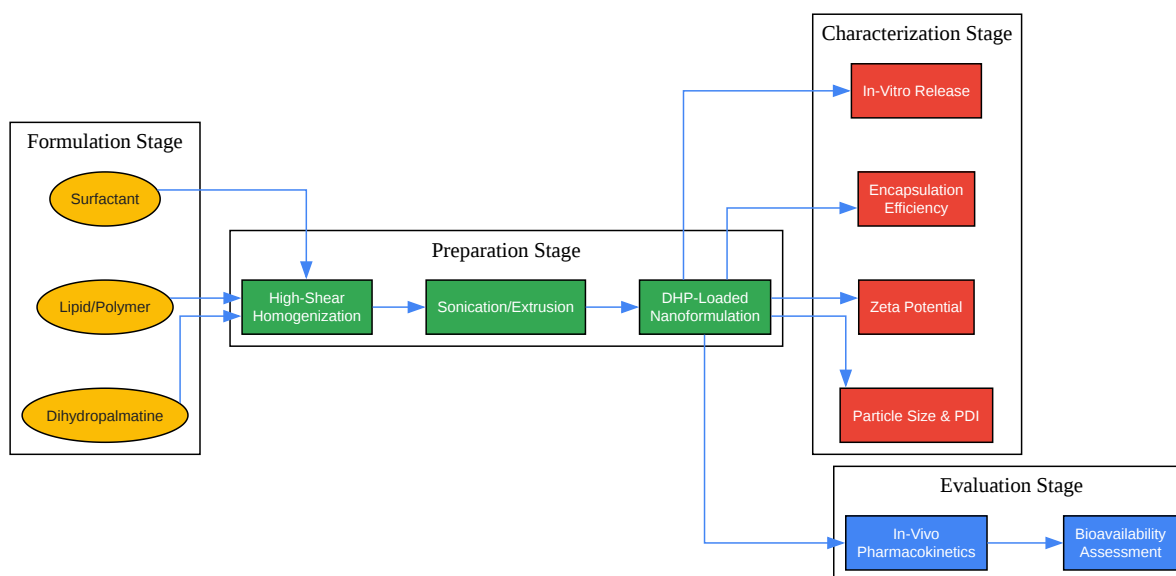 Formulation Stage
Surfactant
Lipid/Polymer
Dihydropalmatine
Preparation Stage
High-Shear
Homogenization
Sonication/Extrusion
DHP-Loaded
Nanoformulation
Characterization Stage
In-Vitro Release
Encapsulation
Efficiency
Zeta Potential
Particle Size & PDI
Evaluation Stage
In-Vivo
Pharmacokinetics
Bioavailability
Assessment